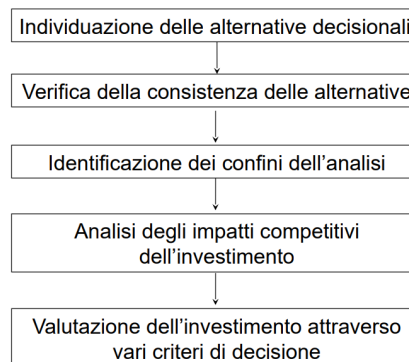 Individuazione delle alternative decisionali
Verifica della consistenza delle alternative
Identificazione dei confini dell'analisi
Analisi degli impatti competitivi
dell'investimento
Valutazione dell'investimento attraverso
vari criteri di decisione